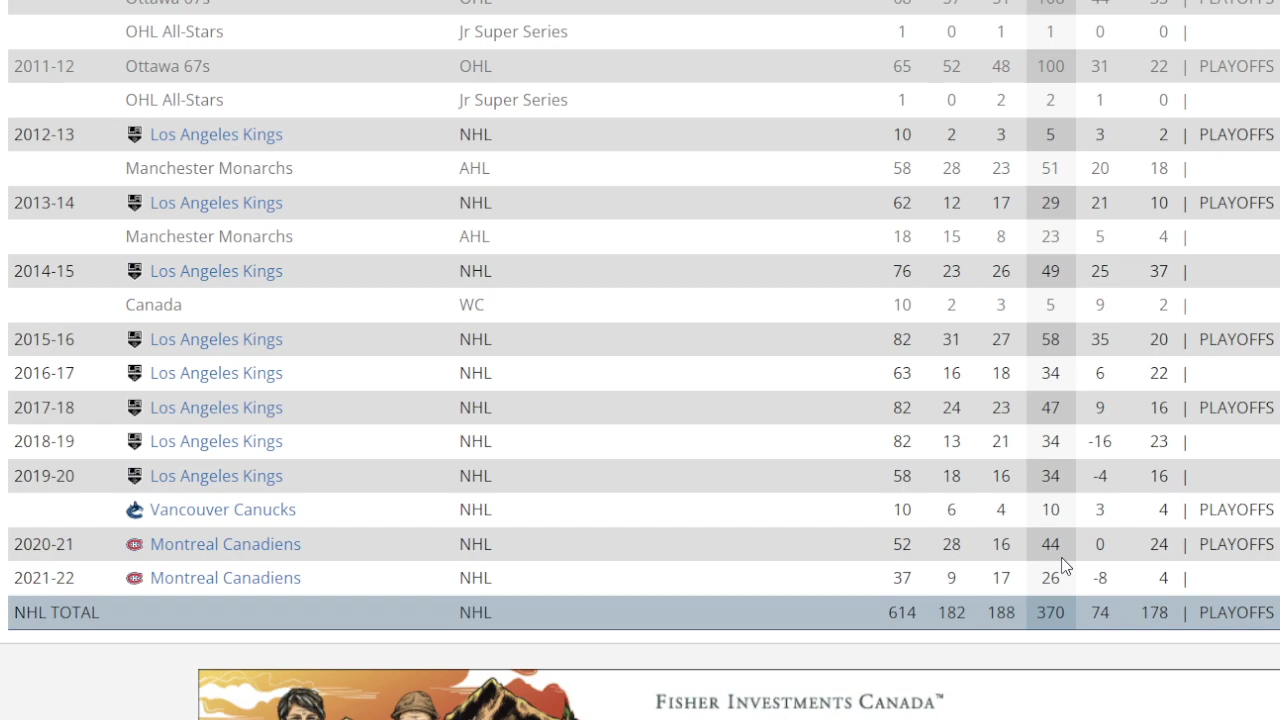 Ottawa 67s OHL
OHL All-Stars Jr Super Series 1 0 1 1 0 0 |
2011-12 Ottawa 67s OHL 65 52 48 100 31 22 | PLAYOFFS
OHL All-Stars Jr Super Series 1 0 2 2 1 0 |
2012-13 Los Angeles Kings NHL 10 2 3 5 3 2 | PLAYOFFS
Manchester Monarchs AHL 58 28 23 51 20 18 |
2013-14 Los Angeles Kings NHL 62 12 17 29 21 10 | PLAYOFFS
Manchester Monarchs AHL 18 15 8 23 5 4 |
2014-15 Los Angeles Kings NHL 76 23 26 49 25 37 |
Canada WC 10 2 3 5 9 2 |
2015-16 Los Angeles Kings NHL 82 31 27 58 35 20 | PLAYOFFS
2016-17 Los Angeles Kings NHL 63 16 18 34 6 22 |
2017-18 Los Angeles Kings NHL 82 24 23 47 9 16 | PLAYOFFS
2018-19 Los Angeles Kings NHL 82 13 21 34 -16 23 |
2019-20 Los Angeles Kings NHL 58 18 16 34 -4 16 |
Vancouver Canucks NHL 10 6 4 10 3 4 | PLAYOFFS
2020-21 Montreal Canadiens NHL 52 28 16 44 0 24 | PLAYOFFS
2021-22 Montreal Canadiens NHL 37 9 17 26 -8 4 |
NHL TOTAL NHL 614 182 188 370 74 178 | PLAYOFFS
FISHER INVESTMENTS CANADA™